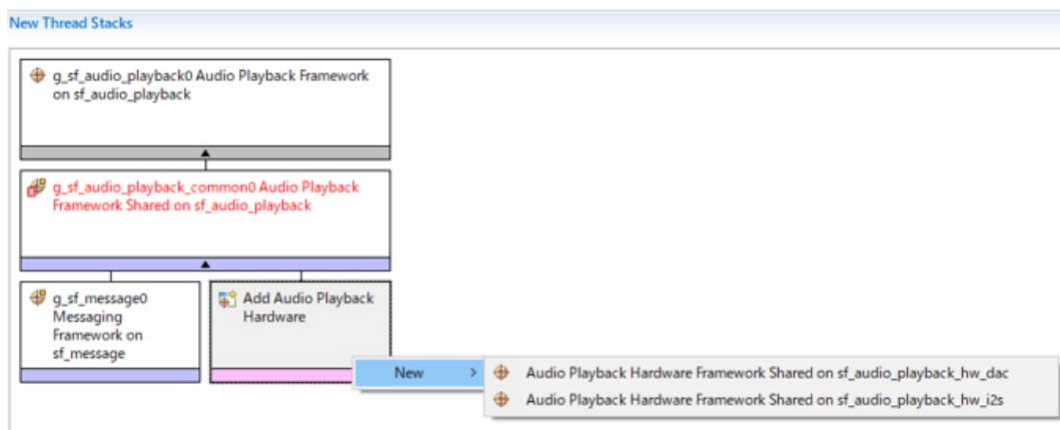 New Thread Stacks
g_sf_audio_playback0 Audio Playback Framework
on sf_audio_playback
g_sf_audio_playback_common0 Audio Playback
Framework Shared on sf_audio_playback
g_sf_message0
Messaging
Framework on
sf_message
Add Audio Playback
Hardware
New >
Audio Playback Hardware Framework Shared on sf_audio_playback_hw_dac
Audio Playback Hardware Framework Shared on sf_audio_playback_hw_i2s